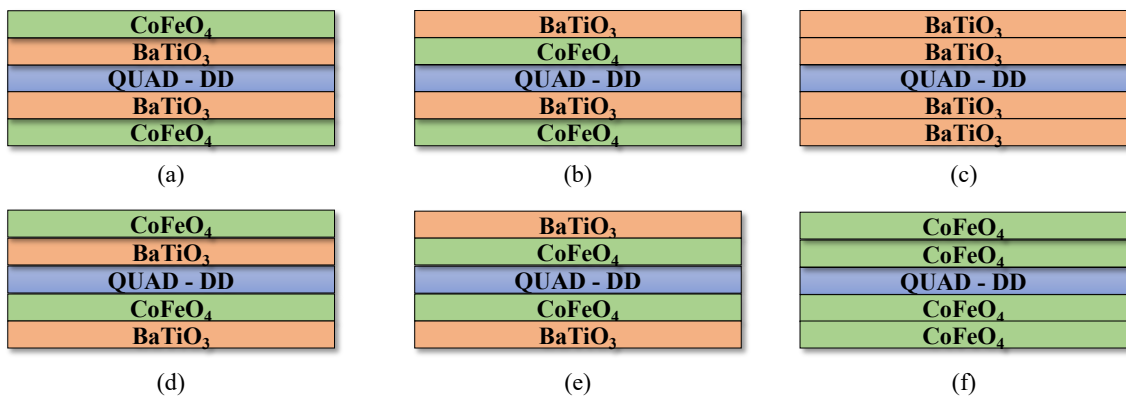 CoFeO₄
BaTiO₃
QUAD - DD
BaTiO₃
CoFeO₄
(a)
BaTiO₃
CoFeO₄
QUAD - DD
BaTiO₃
CoFeO₄
(b)
BaTiO₃
BaTiO₃
QUAD - DD
BaTiO₃
BaTiO₃
(c)
CoFeO₄
BaTiO₃
QUAD - DD
CoFeO₄
BaTiO₃
(d)
BaTiO₃
CoFeO₄
QUAD - DD
CoFeO₄
BaTiO₃
(e)
CoFeO₄
CoFeO₄
QUAD - DD
CoFeO₄
CoFeO₄
(f)